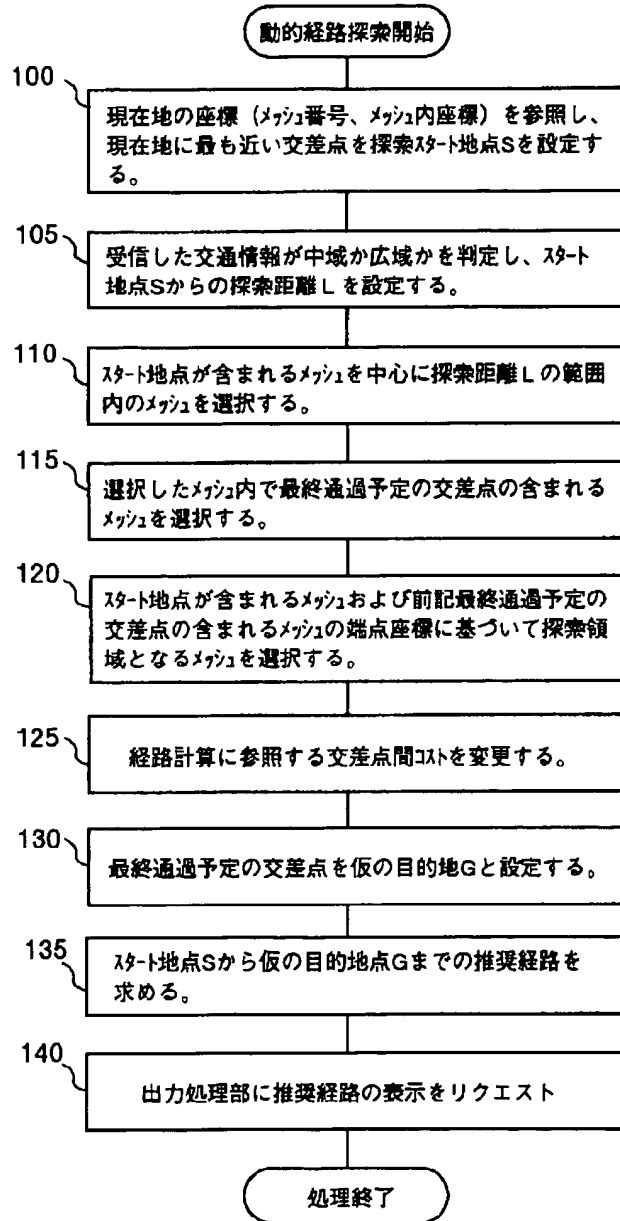 動的経路探索開始
100
現在地の座標（メッシュ番号、メッシュ内座標）を参照し、
現在地に最も近い交差点を探索スタート地点Sを設定す
る。
105
受信した交通情報が中域か広域かを判定し、スタート
地点Sからの探索距離Lを設定する。
110
スタート地点が含まれるメッシュを中心に探索距離Lの範囲
内のメッシュを選択する。
115
選択したメッシュ内で最終通過予定の交差点の含まれる
メッシュを選択する。
120
スタート地点が含まれるメッシュおよび前記最終通過予定の
交差点の含まれるメッシュの端点座標に基づいて探索領
域となるメッシュを選択する。
125
経路計算に参照する交差点間コストを変更する。
130
最終通過予定の交差点を仮の目的地Gと設定する。
135
スタート地点Sから仮の目的地点Gまでの推奨経路を
求める。
140
出力処理部に推奨経路の表示をリクエスト
処理終了